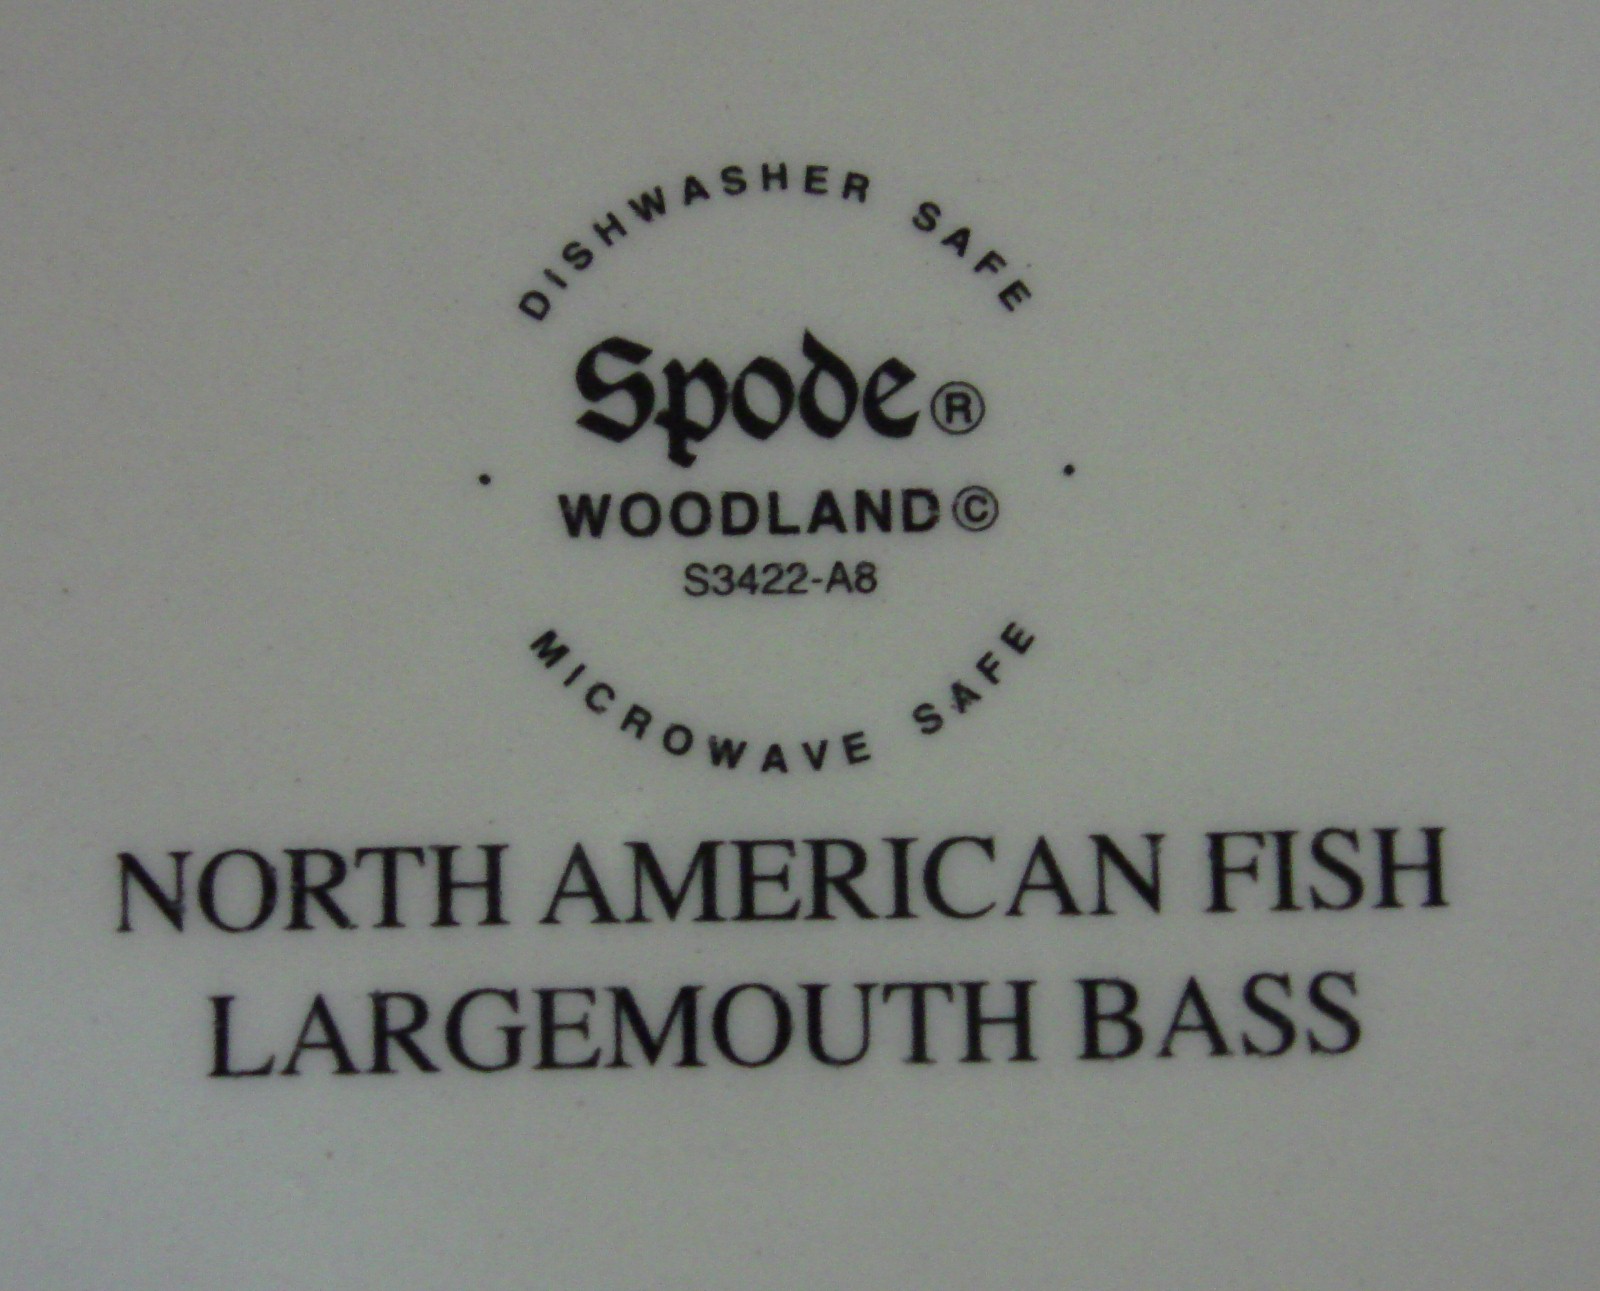 DISHWASHER SAFE
Spode®
WOODLAND©
S3422-A8
MICROWAVE SAFE
NORTH AMERICAN FISH
LARGEMOUTH BASS